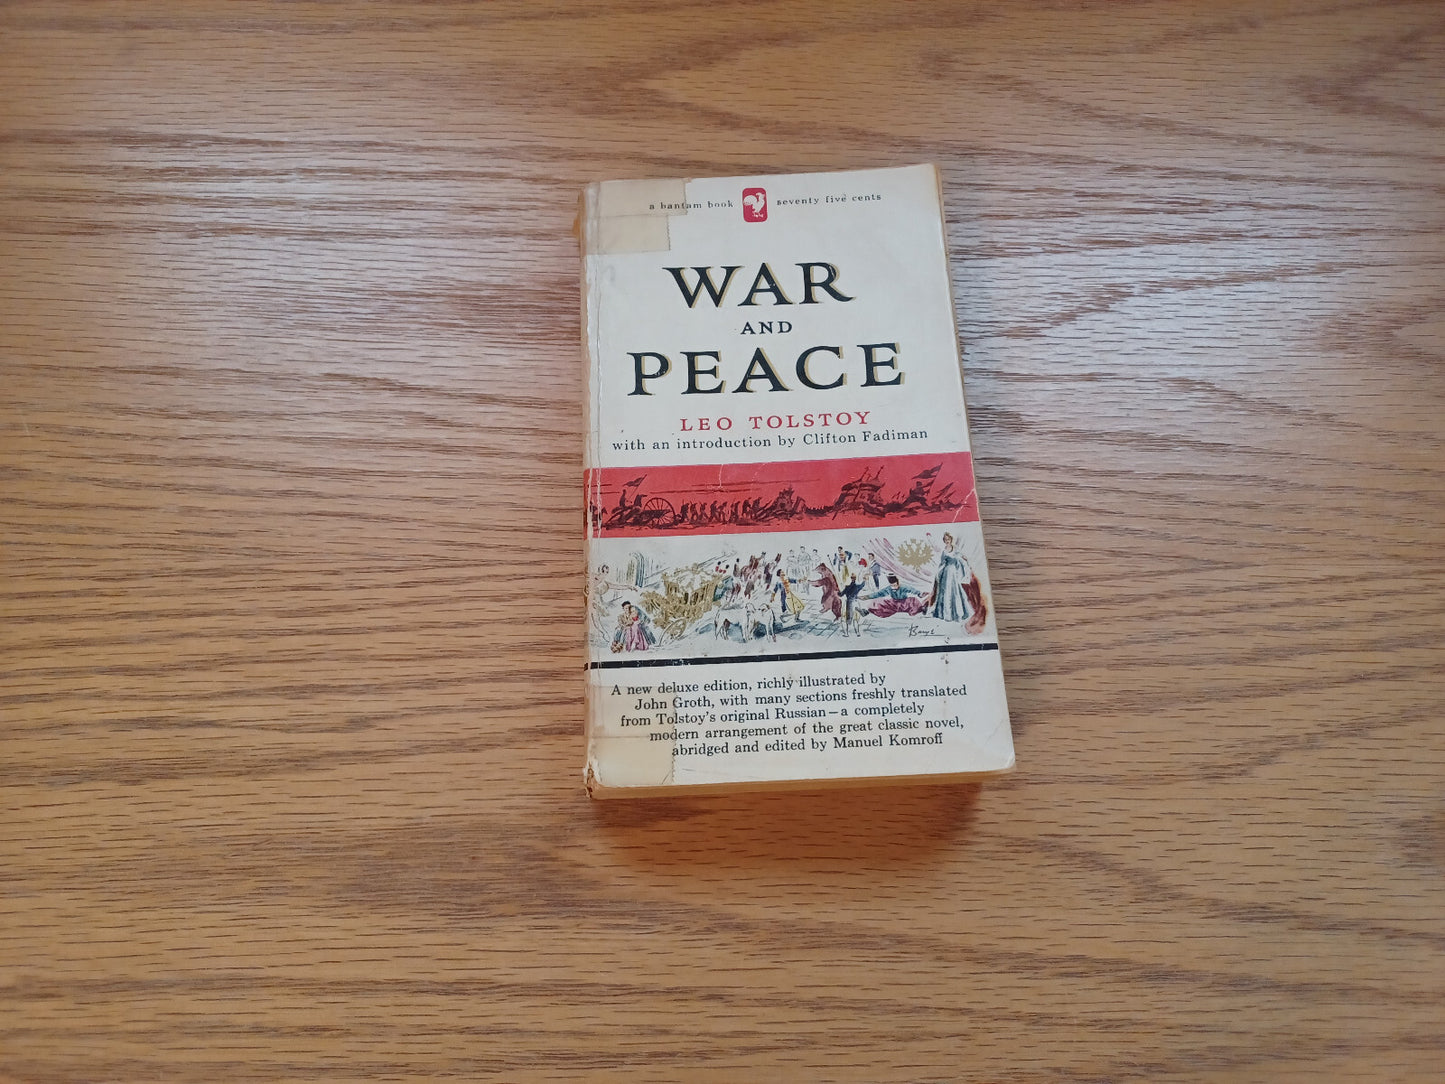 a bantam book seventy five cents
WAR
AND
PEACE
LEO TOLSTOY
with an introduction by Clifton Fadiman
A new deluxe edition, richly illustrated by
John Groth, with many sections freshly translated
from Tolstoy's original Russian—a completely
modern arrangement of the great classic novel,
abridged and edited by Manuel Komroff